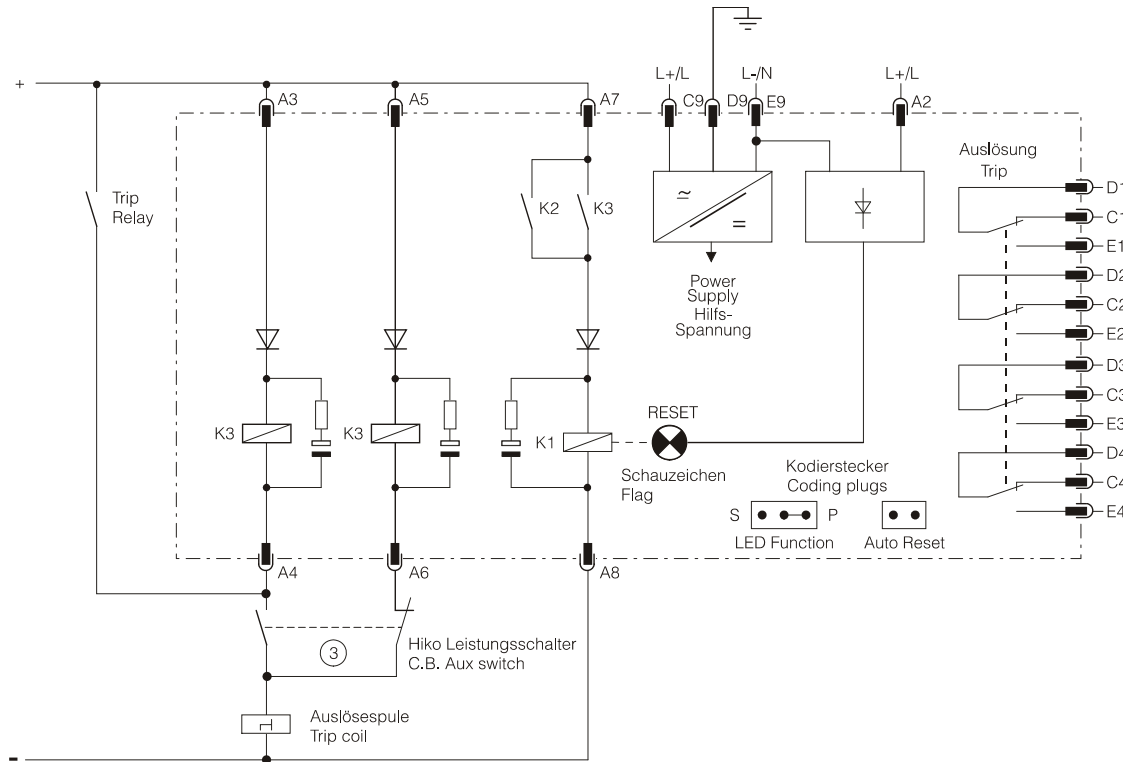 L+/L
L-/N
L+/L
+
A3
A5
A7
C9
D9
E9
A2
Auslösung
Trip
Trip
Relay
K2
K3
≃
=
D1
C1
E1
D2
C2
E2
D3
C3
E3
D4
C4
E4
Power
Supply
Hilfs-
Spannung
K3
K3
K1
RESET
Schauzeichen
Flag
Kodierstecker
Coding plugs
S
P
LED Function
Auto Reset
A4
A6
A8
3
Hiko Leistungsschalter
C.B. Aux switch
Auslösespule
Trip coil
-